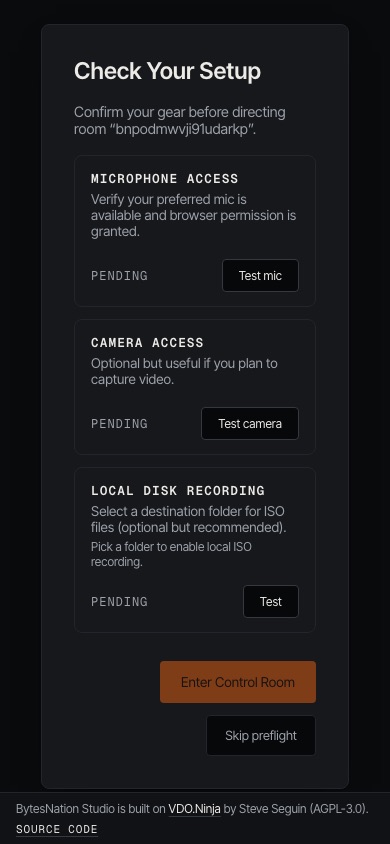 Check Your Setup
Confirm your gear before directing
room “bnpodmwvji91udarkp”.
MICROPHONE ACCESS
Verify your preferred mic is
available and browser permission is
granted.
PENDING
Test mic
CAMERA ACCESS
Optional but useful if you plan to
capture video.
PENDING
Test camera
LOCAL DISK RECORDING
Select a destination folder for ISO
files (optional but recommended).
Pick a folder to enable local ISO
recording.
PENDING
Test
Enter Control Room
Skip preflight
BytesNation Studio is built on VDO.Ninja by Steve Seguin (AGPL-3.0).
SOURCE CODE